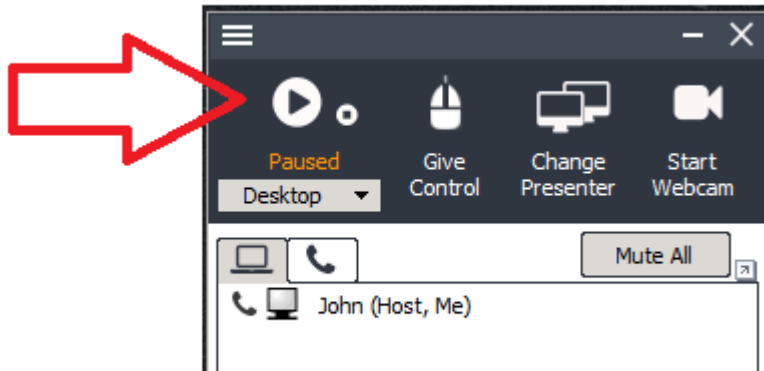 Paused
Give
Control
Change
Presenter
Start
Webcam
Desktop
Mute All
John (Host, Me)